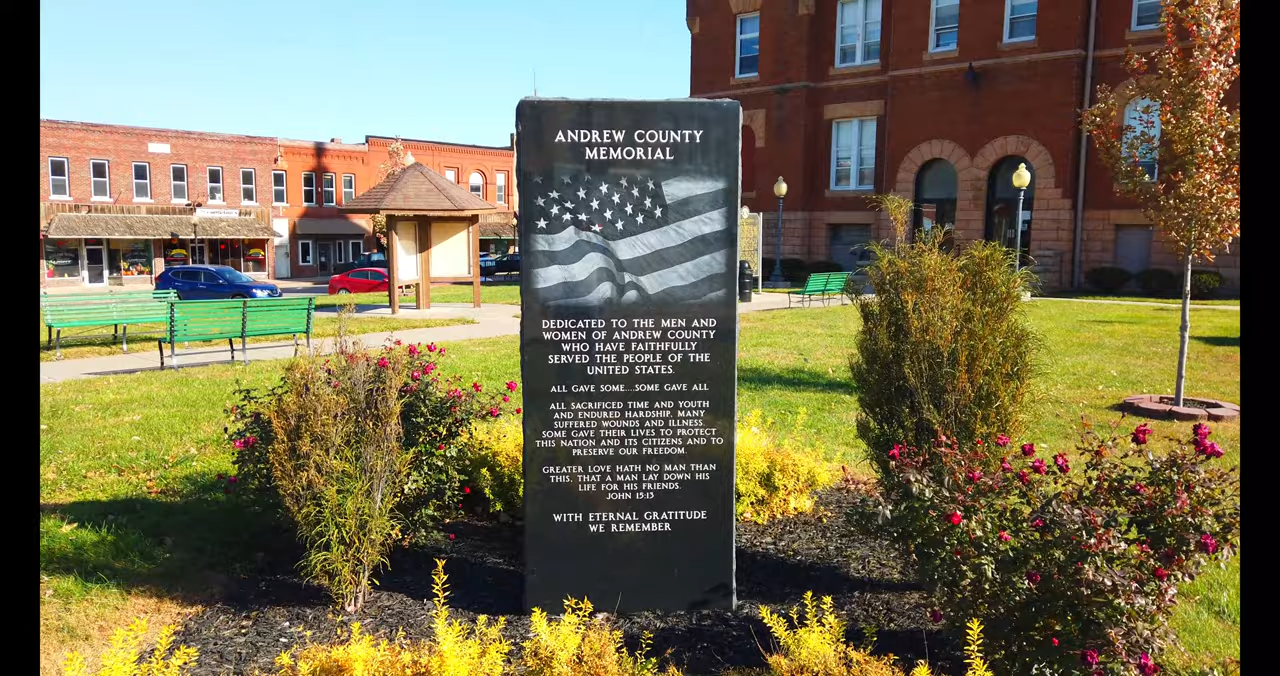 ANDREW COUNTY
MEMORIAL
DEDICATED TO THE MEN AND
WOMEN OF ANDREW COUNTY
WHO HAVE FAITHFULLY
SERVED THE PEOPLE OF THE
UNITED STATES.
ALL GAVE SOME....SOME GAVE ALL
ALL SACRIFICED TIME AND YOUTH
AND ENDURED HARDSHIP. MANY
SUFFERED WOUNDS AND ILLNESS.
SOME GAVE THEIR LIVES TO PROTECT
THIS NATION AND ITS CITIZENS AND TO
PRESERVE OUR FREEDOM.
GREATER LOVE HATH NO MAN THAN
THIS, THAT A MAN LAY DOWN HIS
LIFE FOR HIS FRIENDS.
JOHN 15:13
WITH ETERNAL GRATITUDE
WE REMEMBER